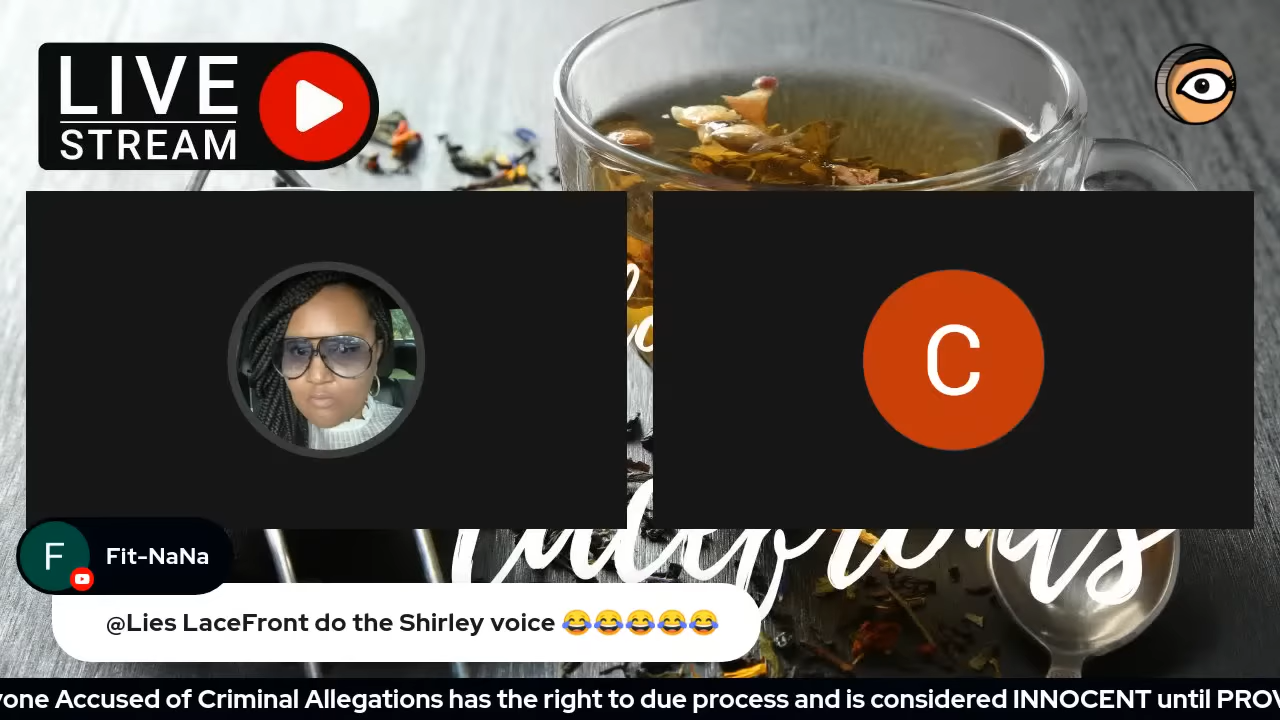 LIVE
STREAM
C
F
Fit-NaNa
@Lies LaceFront do the Shirley voice 😂😂😂😂😂
yone Accused of Criminal Allegations has the right to due process and is considered INNOCENT until PROV